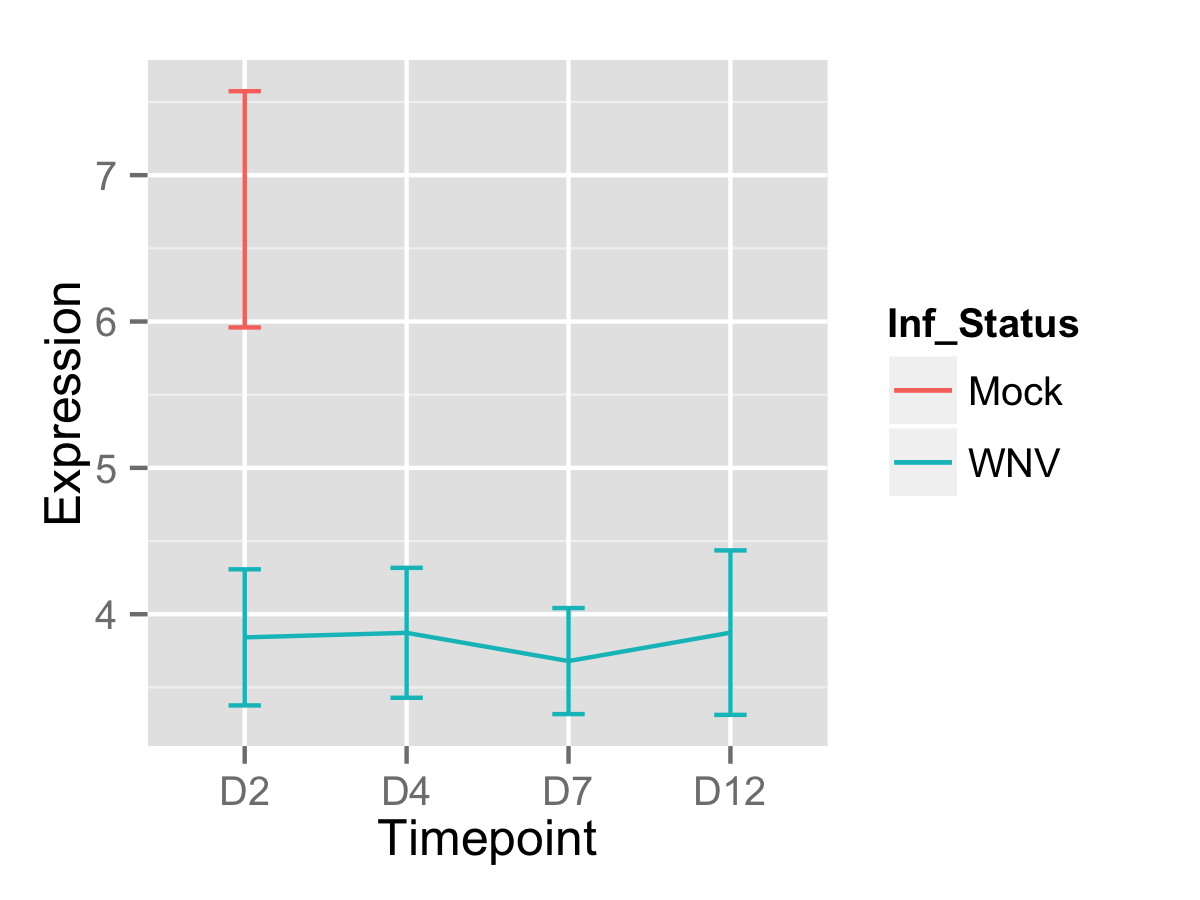 Expression
7
6
5
4
D2 D4 D7 D12
Timepoint
Inf_Status
Mock
WNV